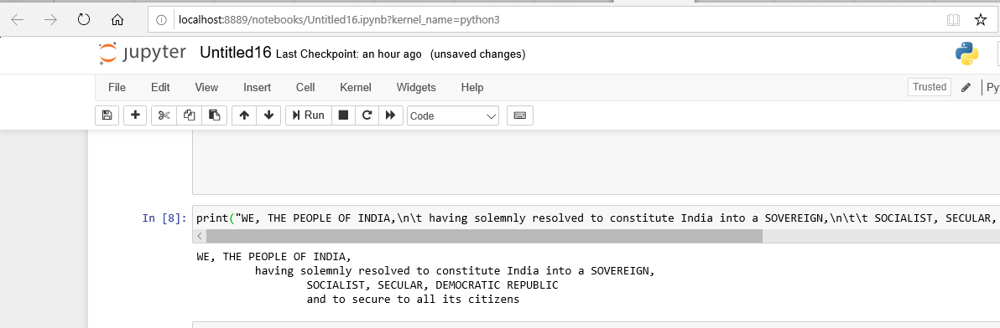 localhost:8889/notebooks/Untitled16.ipynb?kernel_name=python3
jupyter Untitled16 Last Checkpoint: an hour ago (unsaved changes)
File Edit View Insert Cell Kernel Widgets Help Trusted Py
Run Code
In [8]: print("WE, THE PEOPLE OF INDIA,\n\t having solemnly resolved to constitute India into a SOVEREIGN,\n\t\t SOCIALIST, SECULAR,
WE, THE PEOPLE OF INDIA,
having solemnly resolved to constitute India into a SOVEREIGN,
SOCIALIST, SECULAR, DEMOCRATIC REPUBLIC
and to secure to all its citizens